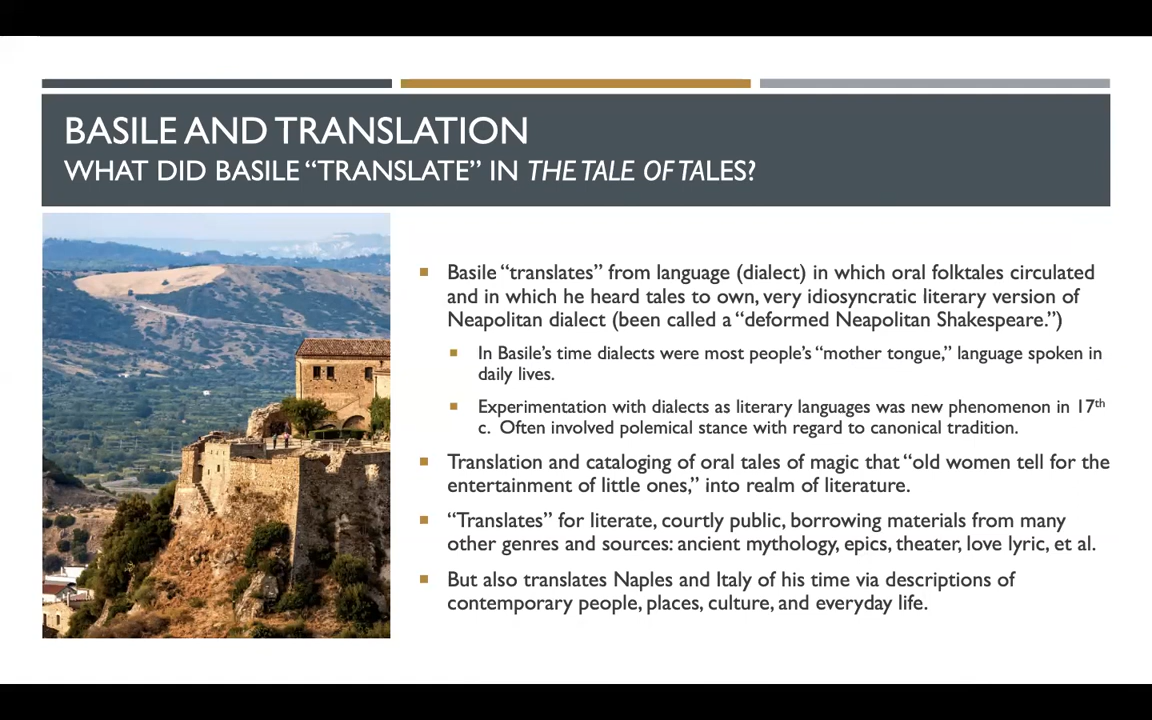 BASILE AND TRANSLATION
WHAT DID BASILE “TRANSLATE” IN THE TALE OF TALES?
Basile “translates” from language (dialect) in which oral folktales circulated
and in which he heard tales to own, very idiosyncratic literary version of
Neapolitan dialect (been called a “deformed Neapolitan Shakespeare.”)
In Basile’s time dialects were most people’s “mother tongue,” language spoken in
daily lives.
Experimentation with dialects as literary languages was new phenomenon in 17th
c. Often involved polemical stance with regard to canonical tradition.
Translation and cataloging of oral tales of magic that “old women tell for the
entertainment of little ones,” into realm of literature.
“Translates” for literate, courtly public, borrowing materials from many
other genres and sources: ancient mythology, epics, theater, love lyric, et al.
But also translates Naples and Italy of his time via descriptions of
contemporary people, places, culture, and everyday life.